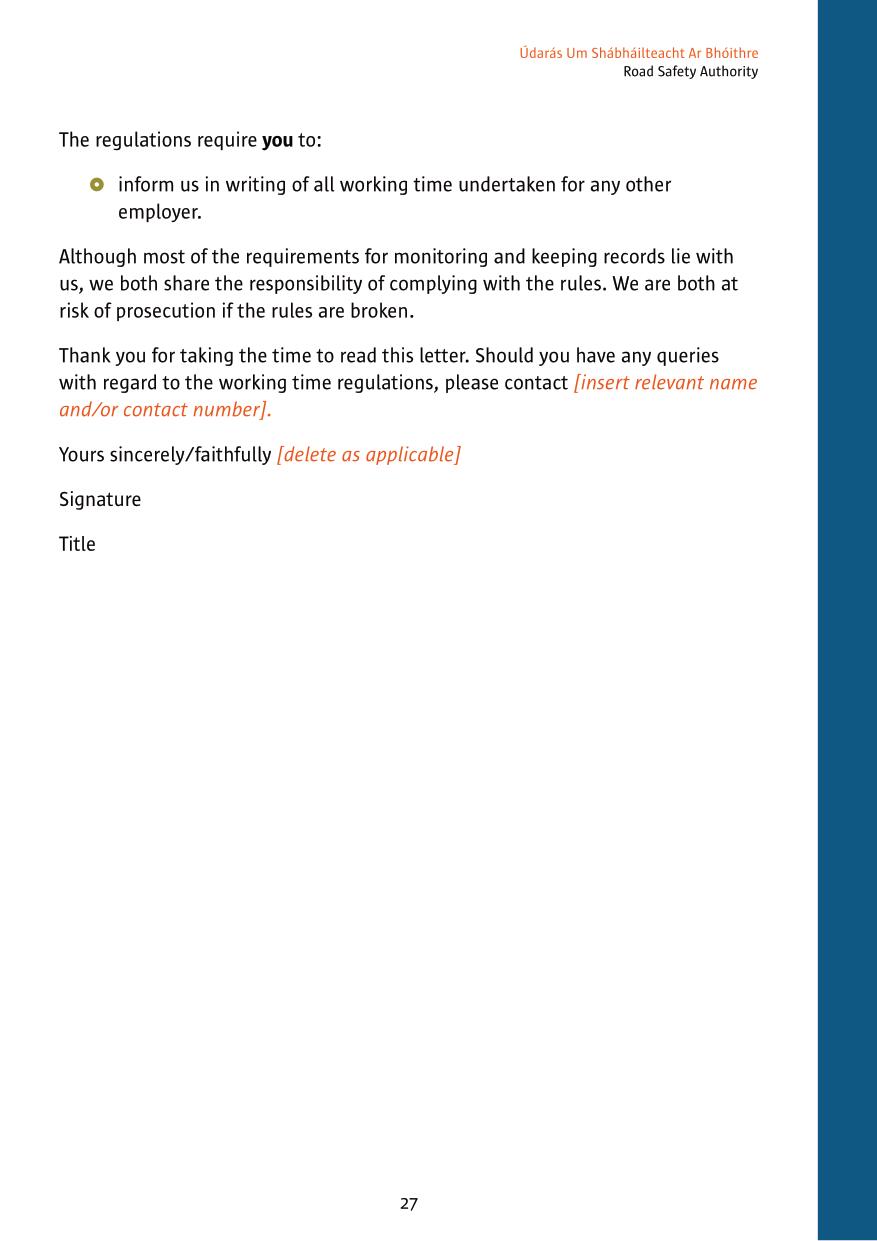 Údarás Um Shábháilteacht Ar Bhóithre
Road Safety Authority
The regulations require you to:
inform us in writing of all working time undertaken for any other
employer.
Although most of the requirements for monitoring and keeping records lie with
us, we both share the responsibility of complying with the rules. We are both at
risk of prosecution if the rules are broken.
Thank you for taking the time to read this letter. Should you have any queries
with regard to the working time regulations, please contact [insert relevant name
and/or contact number].
Yours sincerely/faithfully [delete as applicable]
Signature
Title
27